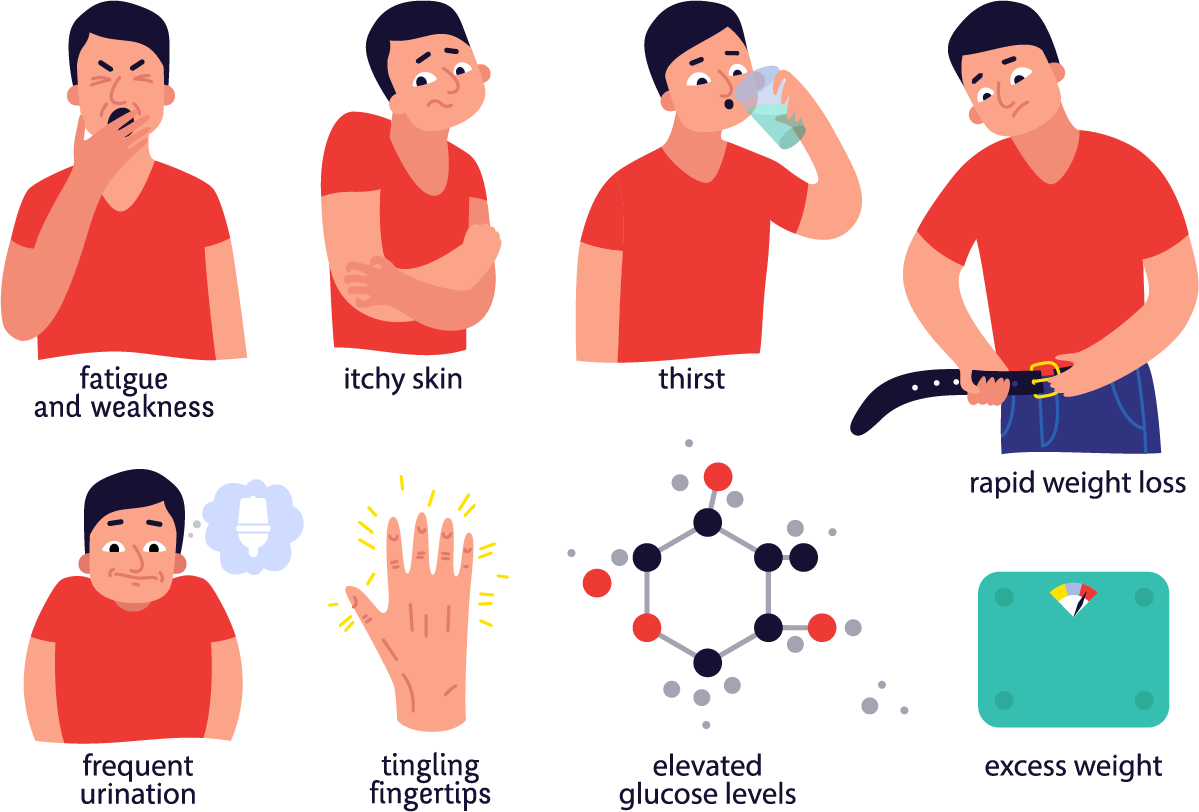 fatigue
and weakness
itchy skin
thirst
rapid weight loss
frequent
urination
tingling
fingertips
elevated
glucose levels
excess weight